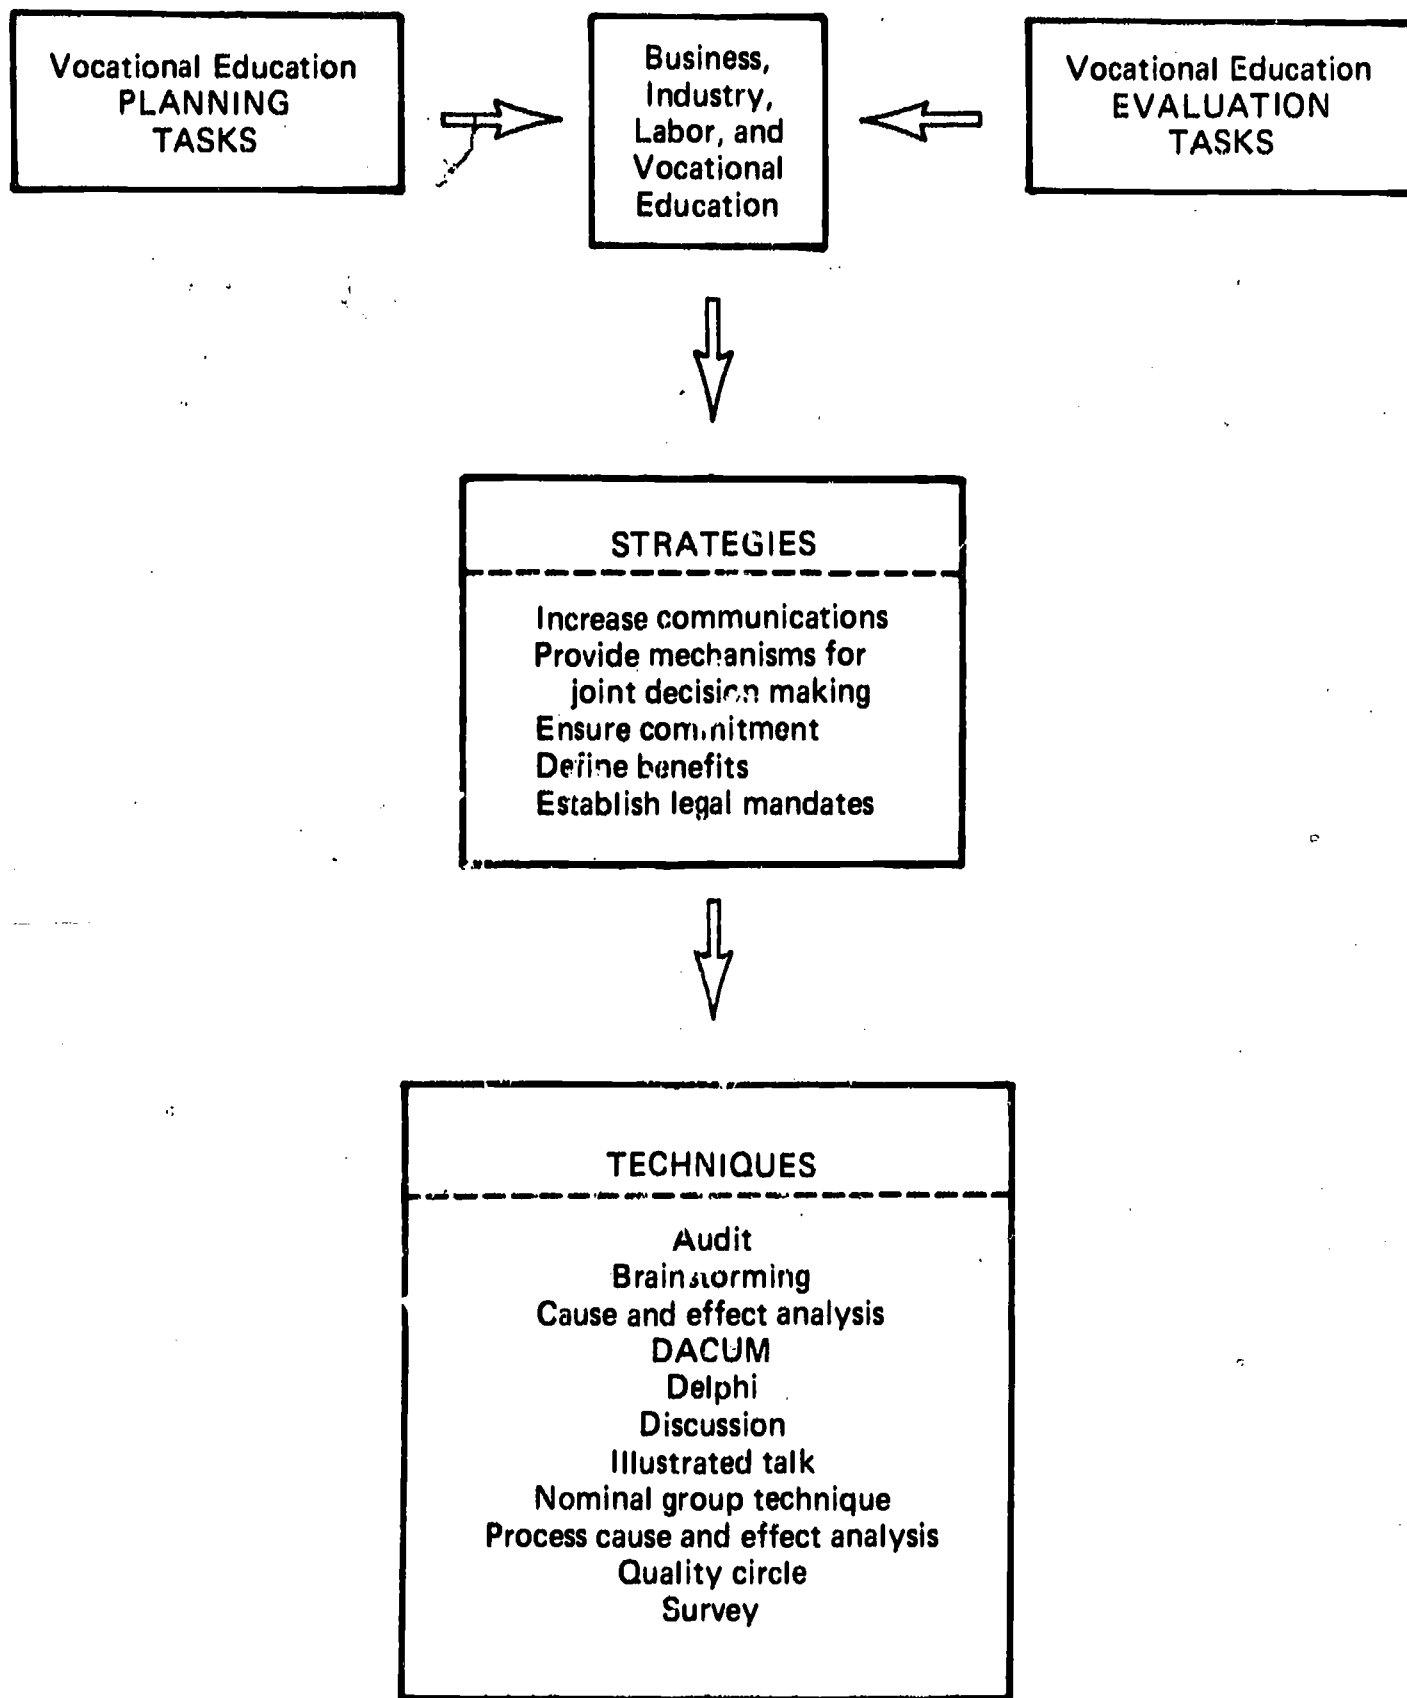 Vocational Education
PLANNING
TASKS
Business,
Industry,
Labor, and
Vocational
Education
Vocational Education
EVALUATION
TASKS
STRATEGIES
Increase communications
Provide mechanisms for
joint decision making
Ensure commitment
Define benefits
Establish legal mandates
TECHNIQUES
Audit
Brainstorming
Cause and effect analysis
DACUM
Delphi
Discussion
Illustrated talk
Nominal group technique
Process cause and effect analysis
Quality circle
Survey